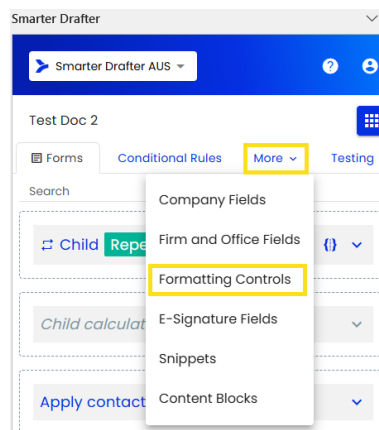 Smarter Drafter
Smarter Drafter AUS
Test Doc 2
Forms Conditional Rules More Testing
Search
Company Fields
Firm and Office Fields
Formatting Controls
E-Signature Fields
Snippets
Content Blocks
Child Repe
Child calculat
Apply contact